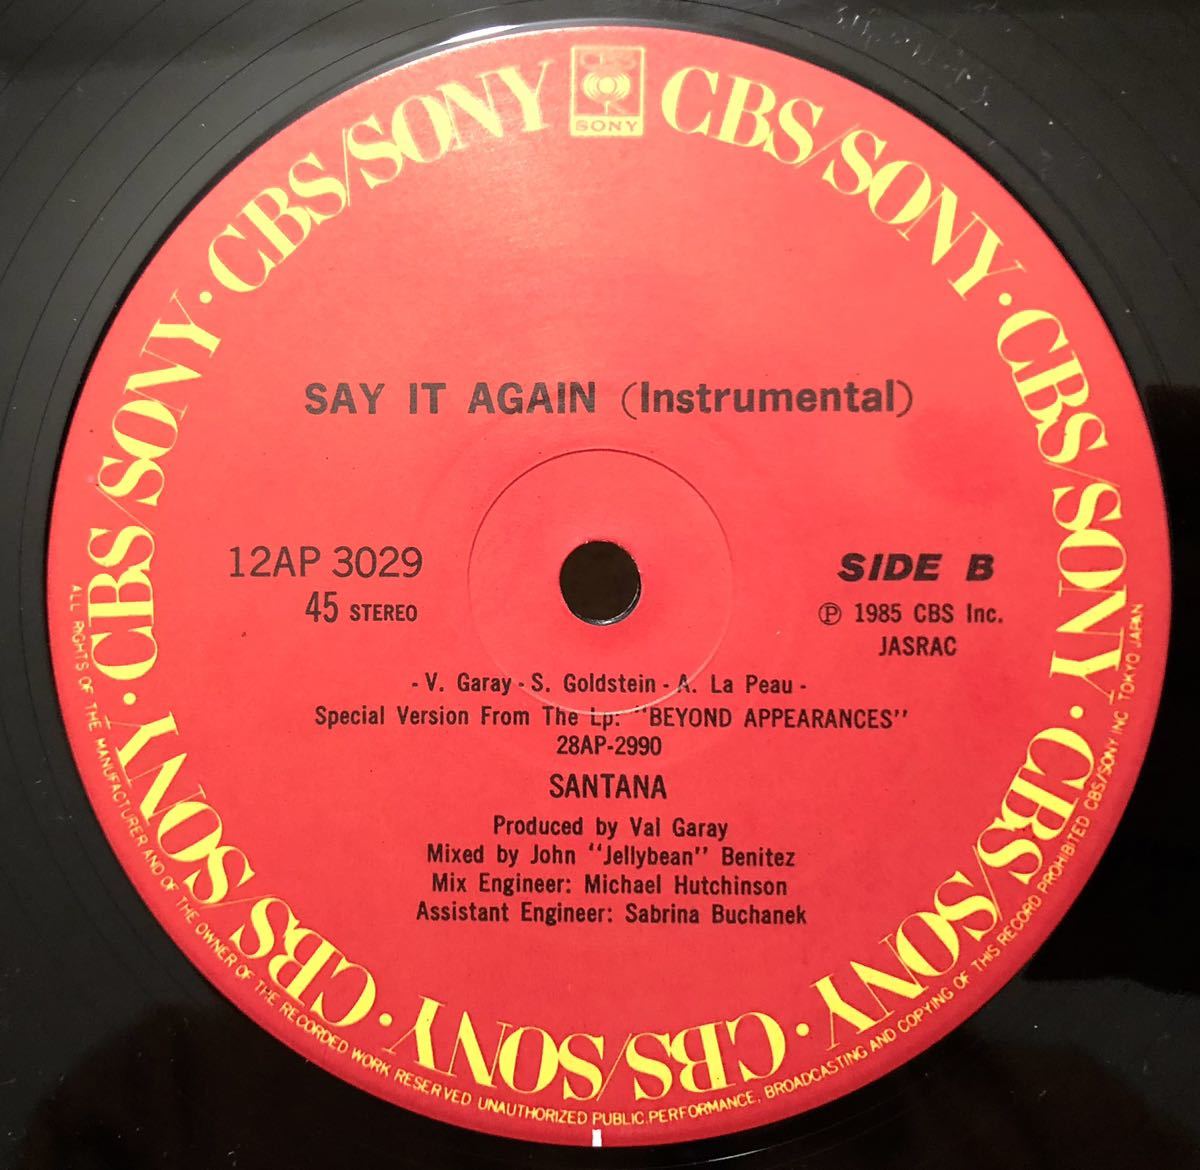 CBS
SONY
CBS/SONY · CBS/SONY · CBS/SONY · CBS/SONY · CBS/SONY · CBS/SONY · CBS/SONY · CBS/SONY
SAY IT AGAIN (Instrumental)
12AP 3029
45 STEREO
SIDE B
Ⓟ 1985 CBS Inc.
JASRAC
- V. Garay - S. Goldstein - A. La Peau -
Special Version From The Lp: "BEYOND APPEARANCES"
28AP-2990
SANTANA
Produced by Val Garay
Mixed by John "Jellybean" Benitez
Mix Engineer: Michael Hutchinson
Assistant Engineer: Sabrina Buchanek
ALL RIGHTS OF THE MANUFACTURER AND OF THE OWNER OF THE RECORDED WORK RESERVED UNAUTHORIZED PUBLIC PERFORMANCE, BROADCASTING AND COPYING OF THIS RECORD PROHIBITED CBS/SONY INC TOKYO JAPAN